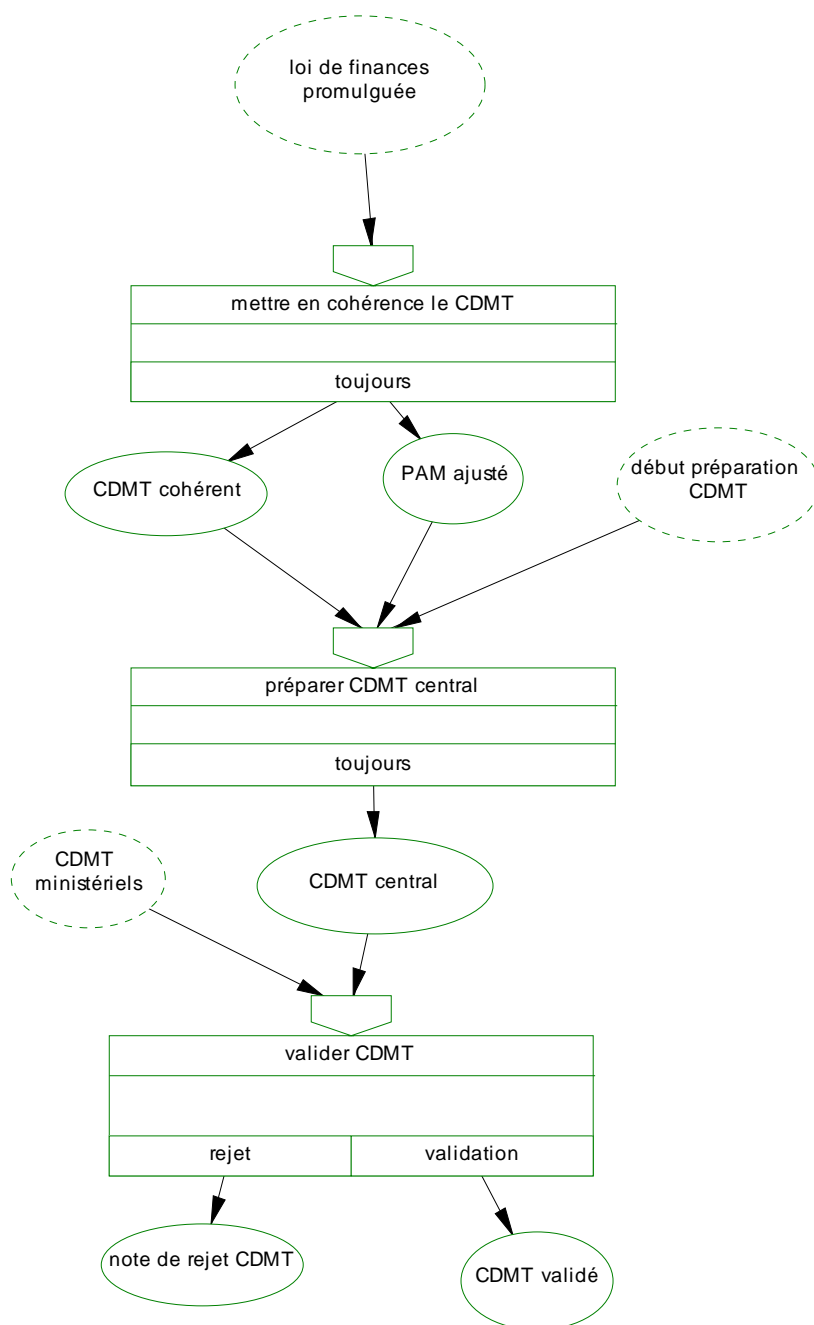 loi de finances
promulguée
mettre en cohérence le CDMT
toujours
CDMT cohérent
PAM ajusté
début préparation
CDMT
préparer CDMT central
toujours
CDMT
ministériels
CDMT central
valider CDMT
rejet
validation
note de rejet CDMT
CDMT validé